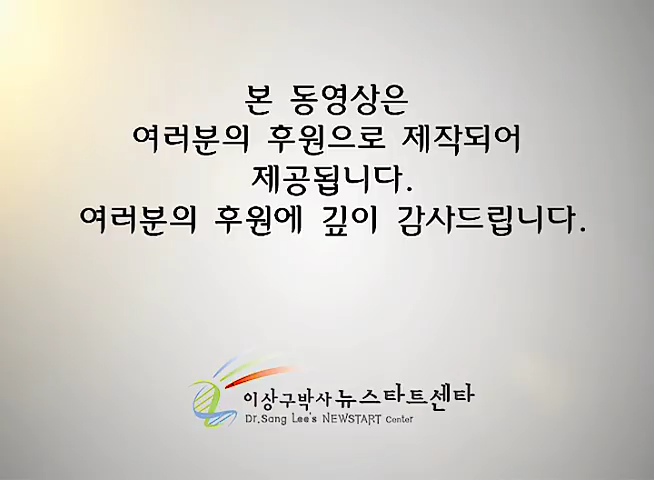 본 동영상은
여러분의 후원으로 제작되어
제공됩니다.
여러분의 후원에 깊이 감사드립니다.
이상구박사 뉴스타트센타
Dr.Sang Lee's NEWSTART Center